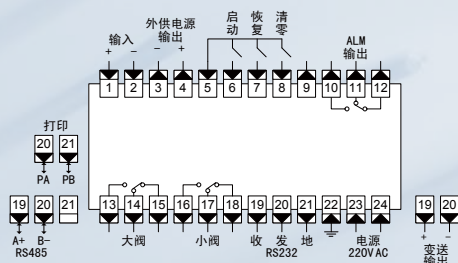 外供电源
输入 输出 启动 恢复 清零 ALM 输出
+ − − +
1 2 3 4 5 6 7 8 9 10 11 12
打印
20 21
PA PB
19 20 21 13 14 15 16 17 18 19 20 21 22 23 24 19 20
A+ B- 大阀 小阀 收 发 地 电源 + −
RS485 RS232 220V AC 变送输出